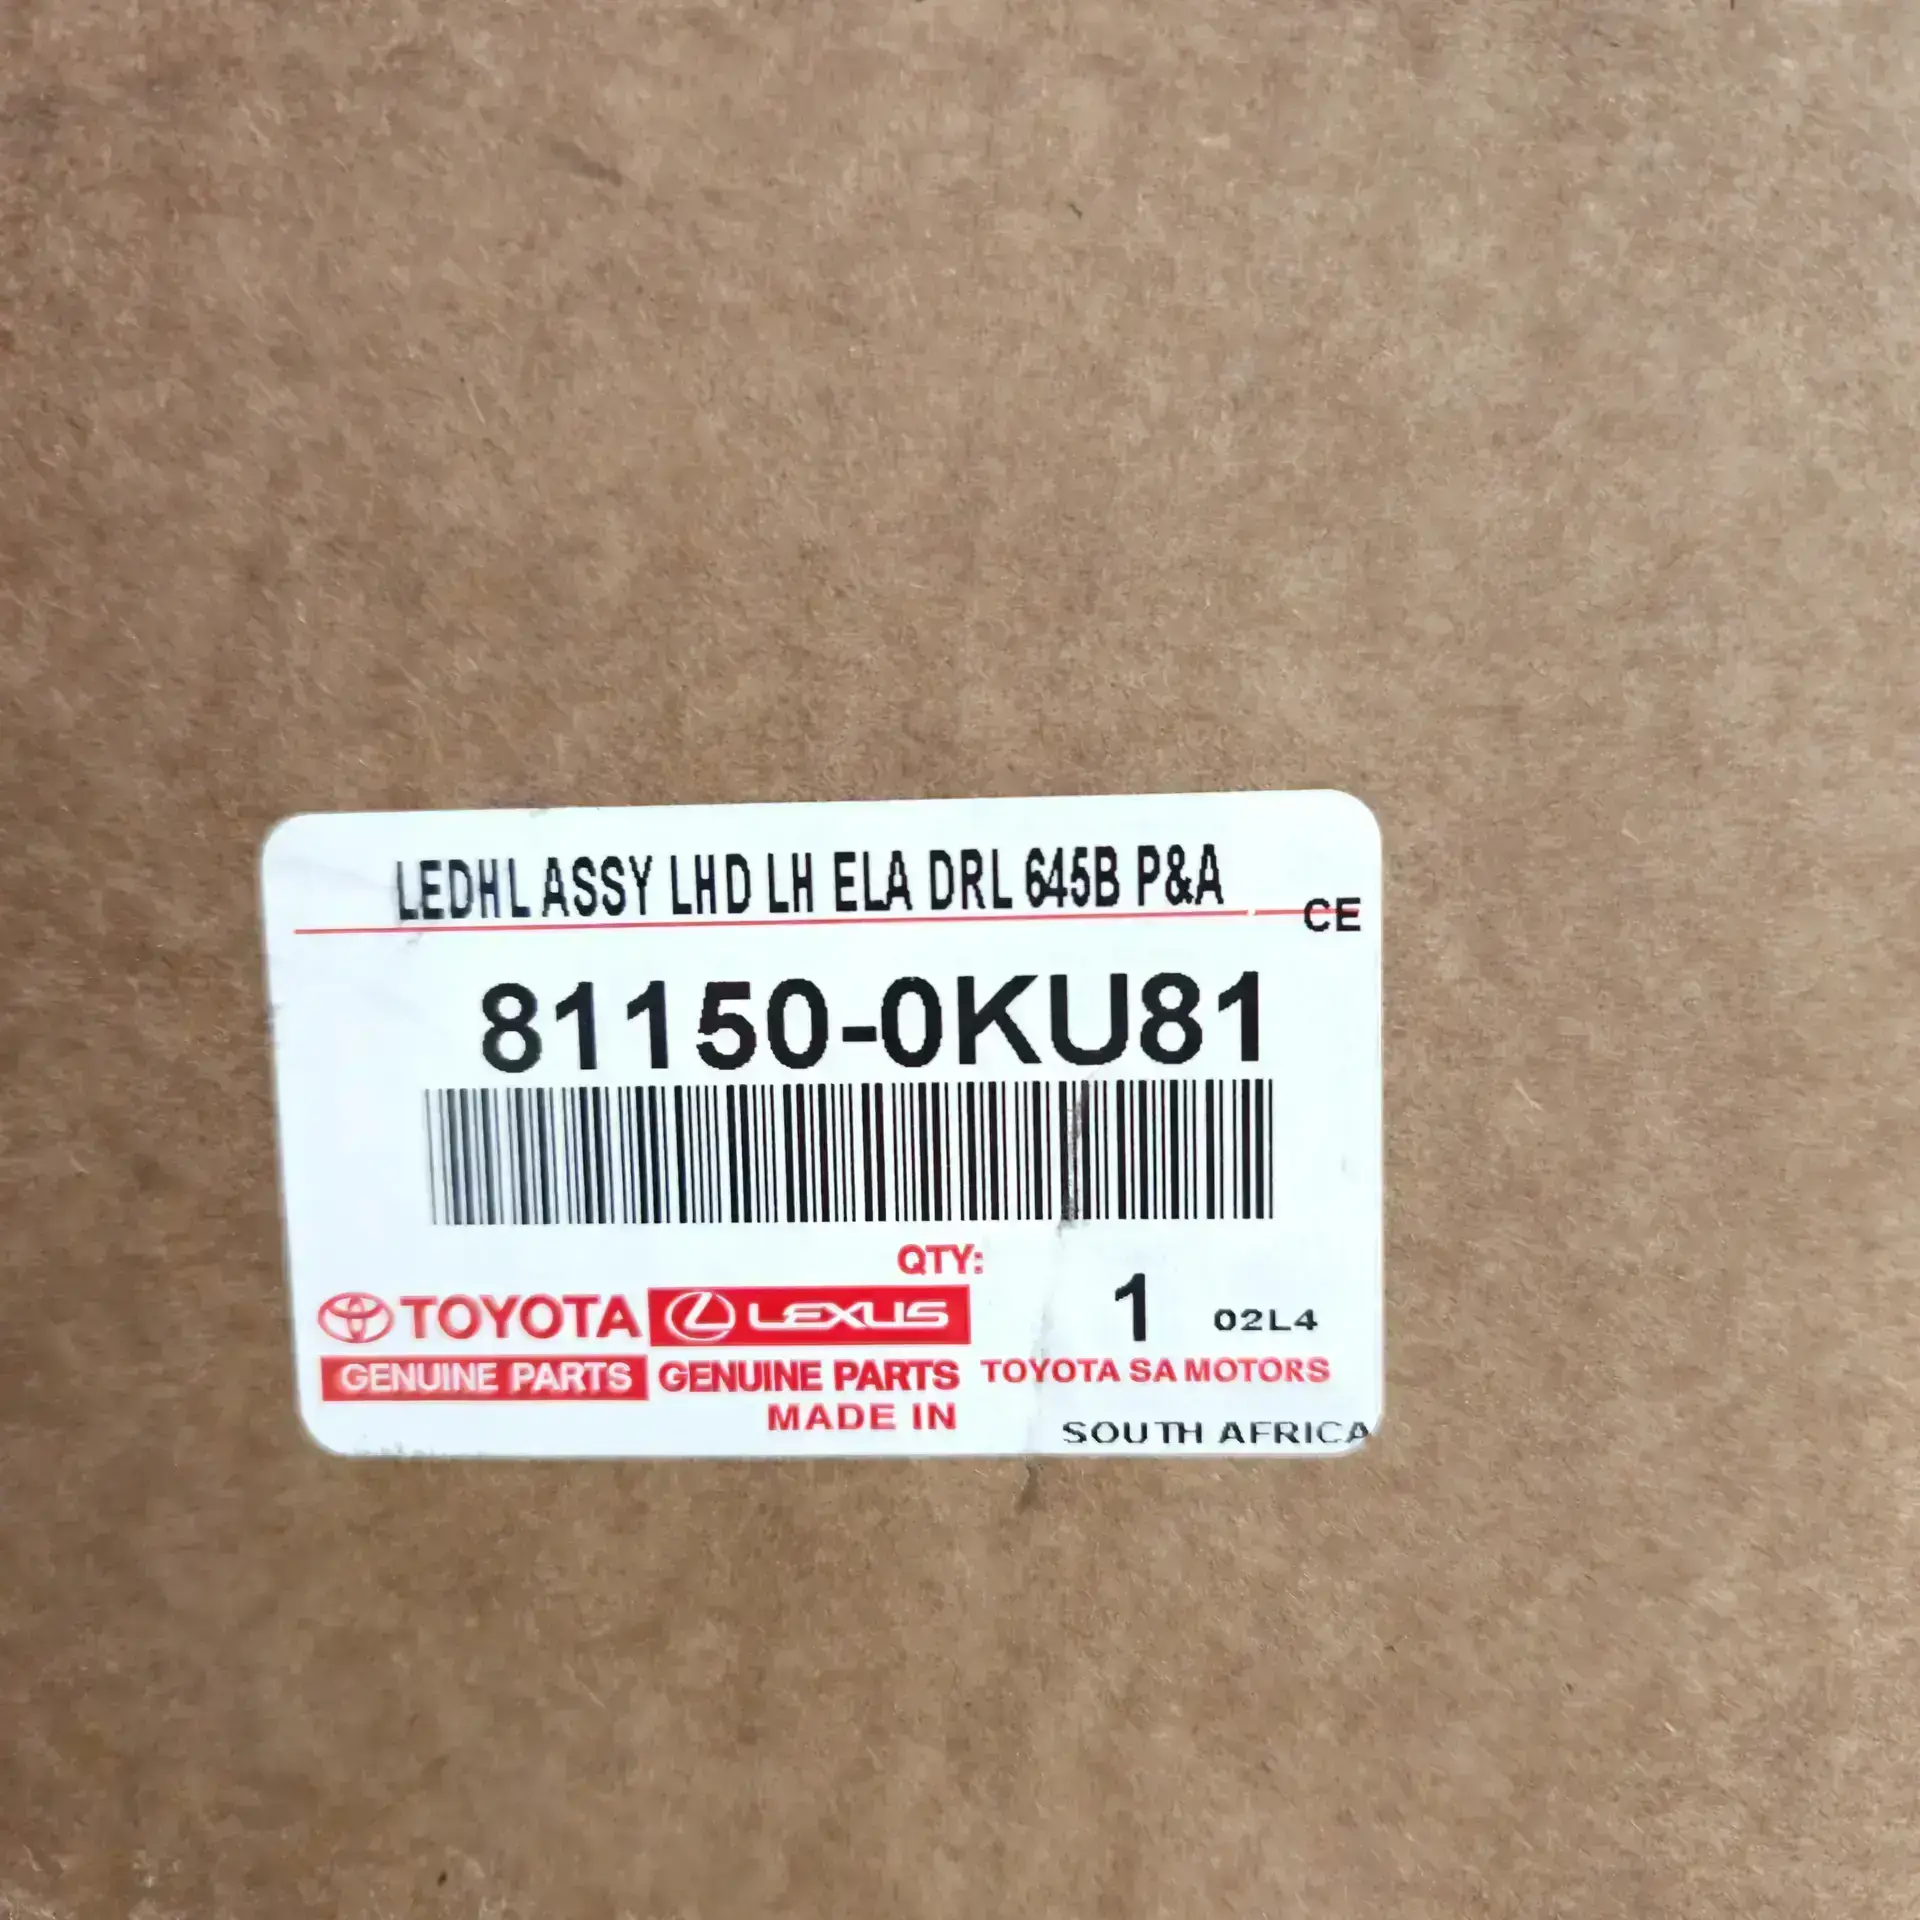 LEDHL ASSY LHD LH ELA DRL 645B P&A
CE
81150-0KU81
QTY:
1 02L4
TOYOTA LEXUS
GENUINE PARTS GENUINE PARTS TOYOTA SA MOTORS
MADE IN
SOUTH AFRICA